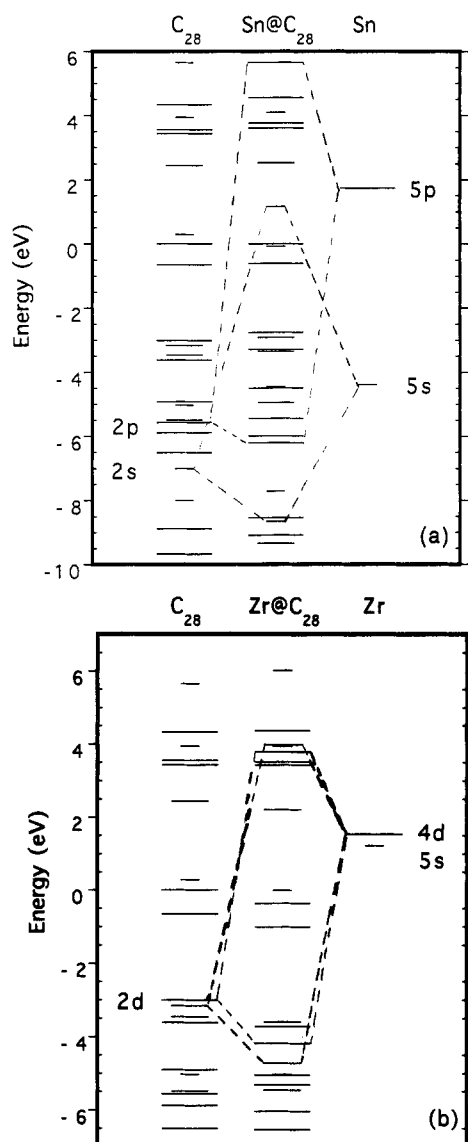 C28 Sn@C28 Sn
6
4
2
0
-2
-4
-6
-8
-10
Energy (eV)
5p
5s
2p
2s
(a)
C28 Zr@C28 Zr
6
4
2
0
-2
-4
-6
Energy (eV)
4d
5s
2d
(b)